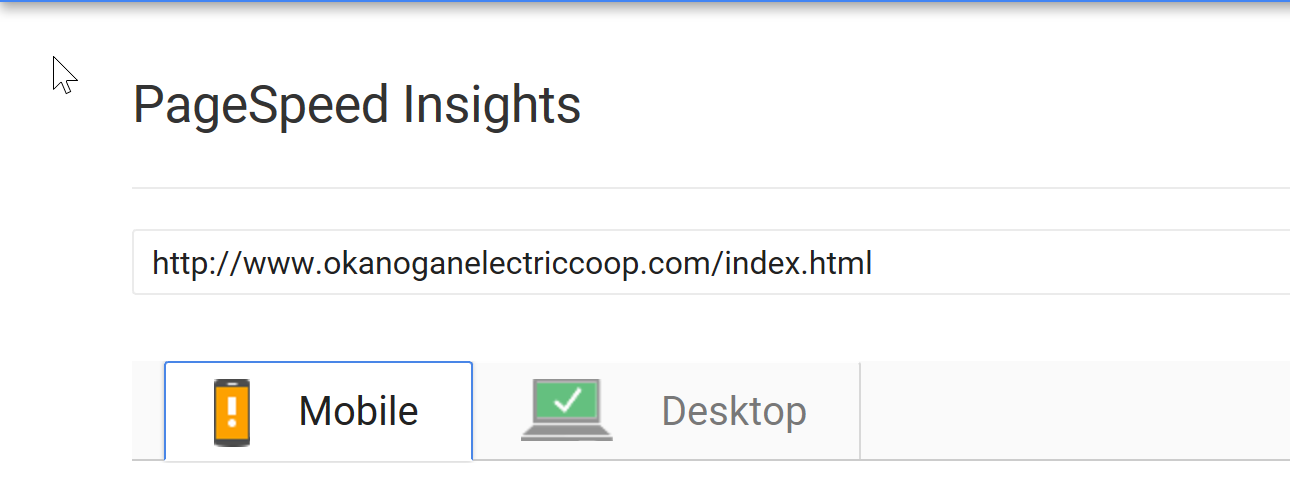 PageSpeed Insights
http://www.okanoganelectriccoop.com/index.html
Mobile Desktop